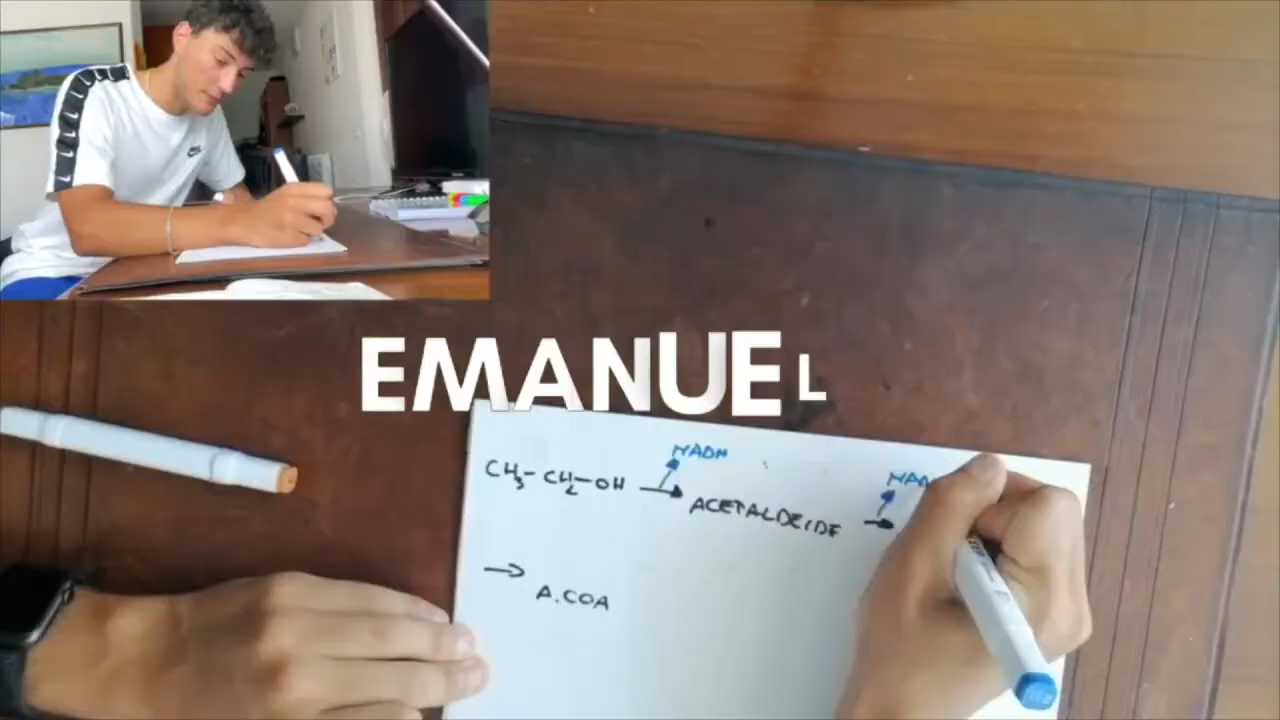 EMANUEL
NADH
CH3-CH2-OH → ACETALDEIDE →
→ A.COA